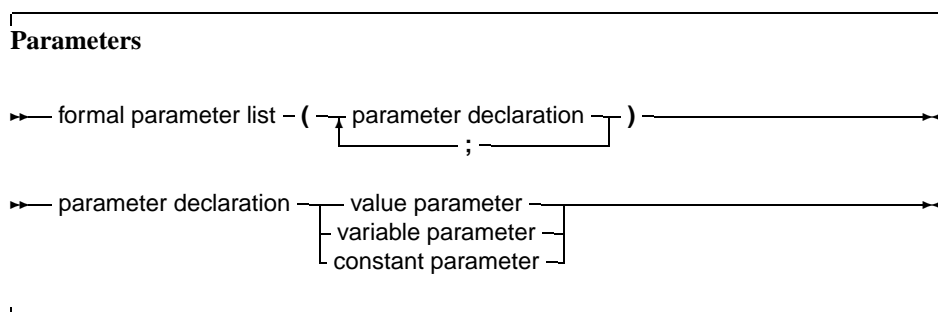 Parameters
formal parameter list ( parameter declaration )
;
parameter declaration value parameter
variable parameter
constant parameter